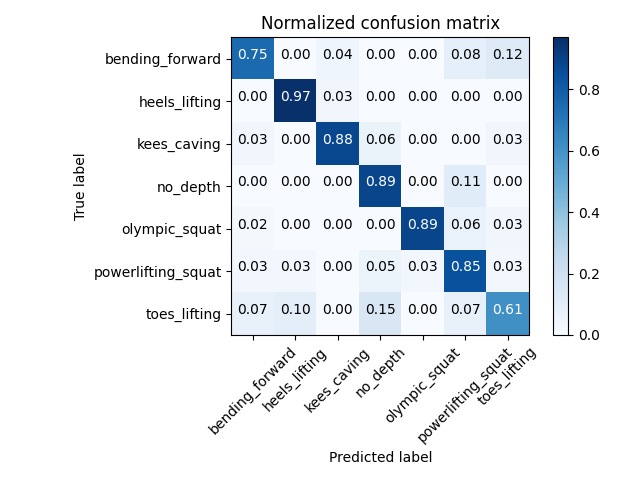 Normalized confusion matrix
bending_forward 0.75 0.00 0.04 0.00 0.00 0.08 0.12
heels_lifting 0.00 0.97 0.03 0.00 0.00 0.00 0.00
kees_caving 0.03 0.00 0.88 0.06 0.00 0.00 0.03
no_depth 0.00 0.00 0.00 0.89 0.00 0.11 0.00
olympic_squat 0.02 0.00 0.00 0.00 0.89 0.06 0.03
powerlifting_squat 0.03 0.03 0.00 0.05 0.03 0.85 0.03
toes_lifting 0.07 0.10 0.00 0.15 0.00 0.07 0.61
True label
bending_forward
heels_lifting
kees_caving
no_depth
olympic_squat
powerlifting_squat
toes_lifting
Predicted label
0.8
0.6
0.4
0.2
0.0